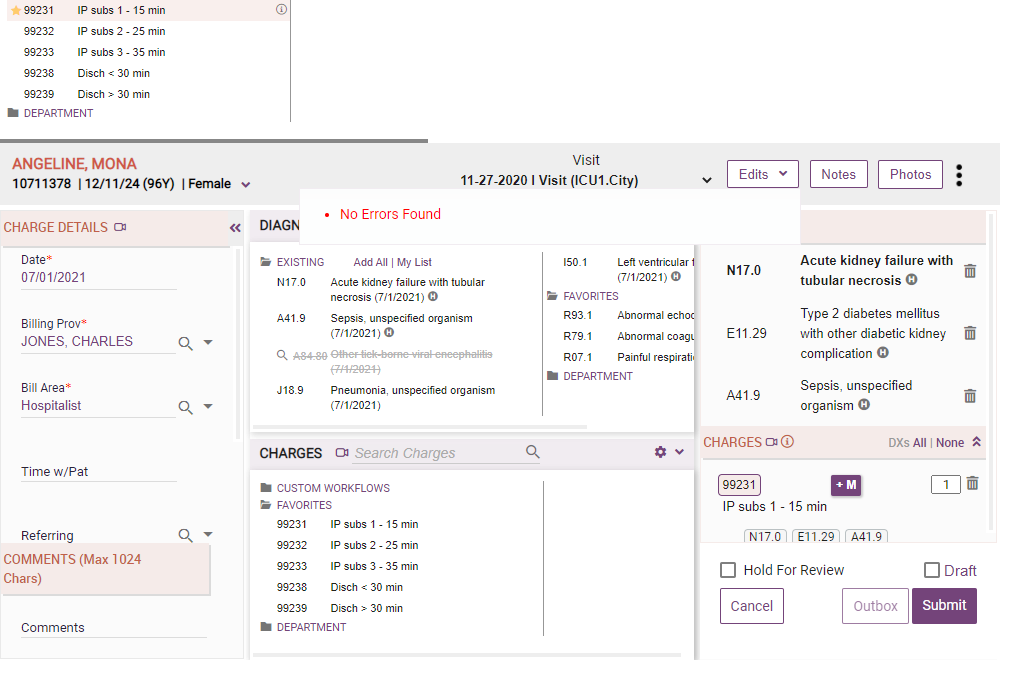 99231 IP subs 1 - 15 min
99232 IP subs 2 - 25 min
99233 IP subs 3 - 35 min
99238 Disch < 30 min
99239 Disch > 30 min
DEPARTMENT
ANGELINE, MONA
10711378 | 12/11/24 (96Y) | Female
Visit
11-27-2020 I Visit (ICU1.City)
Edits
Notes
Photos
No Errors Found
CHARGE DETAILS
Date*
07/01/2021
Billing Prov*
JONES, CHARLES
Bill Area*
Hospitalist
Time w/Pat
Referring
COMMENTS (Max 1024
Chars)
Comments
DIAGN
EXISTING Add All | My List
N17.0 Acute kidney failure with tubular
necrosis (7/1/2021) H
A41.9 Sepsis, unspecified organism
(7/1/2021) H
A84.80 Other tick-borne viral encephalitis
(7/1/2021)
J18.9 Pneumonia, unspecified organism
(7/1/2021)
I50.1 Left ventricular f
(7/1/2021) H
FAVORITES
R93.1 Abnormal echoc
R79.1 Abnormal coagu
R07.1 Painful respirati
DEPARTMENT
CHARGES Search Charges
CUSTOM WORKFLOWS
FAVORITES
99231 IP subs 1 - 15 min
99232 IP subs 2 - 25 min
99233 IP subs 3 - 35 min
99238 Disch < 30 min
99239 Disch > 30 min
DEPARTMENT
N17.0 Acute kidney failure with
tubular necrosis H
E11.29 Type 2 diabetes mellitus
with other diabetic kidney
complication H
A41.9 Sepsis, unspecified
organism H
CHARGES DXs All | None
99231 + M 1
IP subs 1 - 15 min
N17.0 E11.29 A41.9
Hold For Review Draft
Cancel Outbox Submit